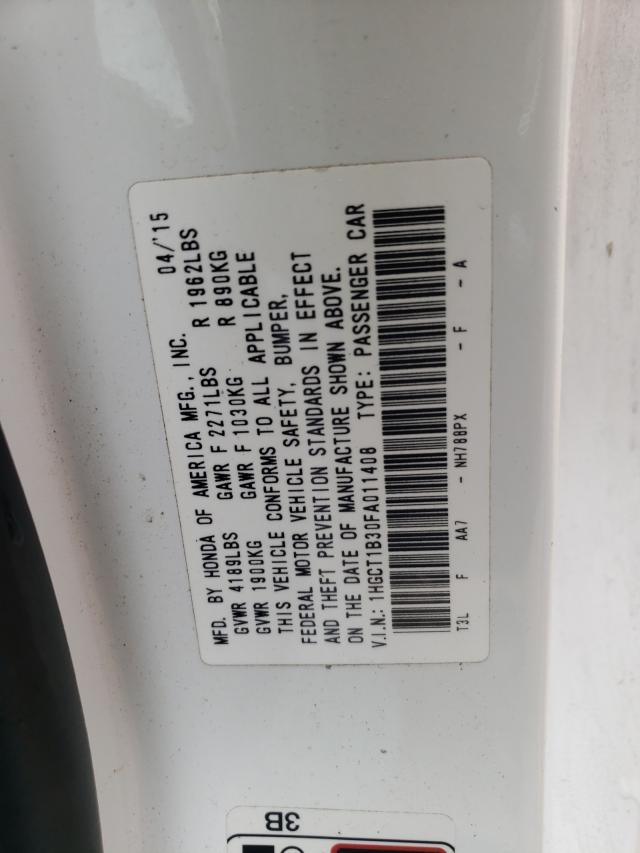 MFD. BY HONDA OF AMERICA MFG., INC. 04/'15
GVWR 4189LBS GAWR F 2271LBS R 1962LBS
GVWR 1900KG GAWR F 1030KG R 890KG
THIS VEHICLE CONFORMS TO ALL APPLICABLE
FEDERAL MOTOR VEHICLE SAFETY, BUMPER,
AND THEFT PREVENTION STANDARDS IN EFFECT
ON THE DATE OF MANUFACTURE SHOWN ABOVE.
V.I.N.: 1HGCT1B30FA011408 TYPE: PASSENGER CAR
T3L F AA7 - NH788PX - F - A
3B